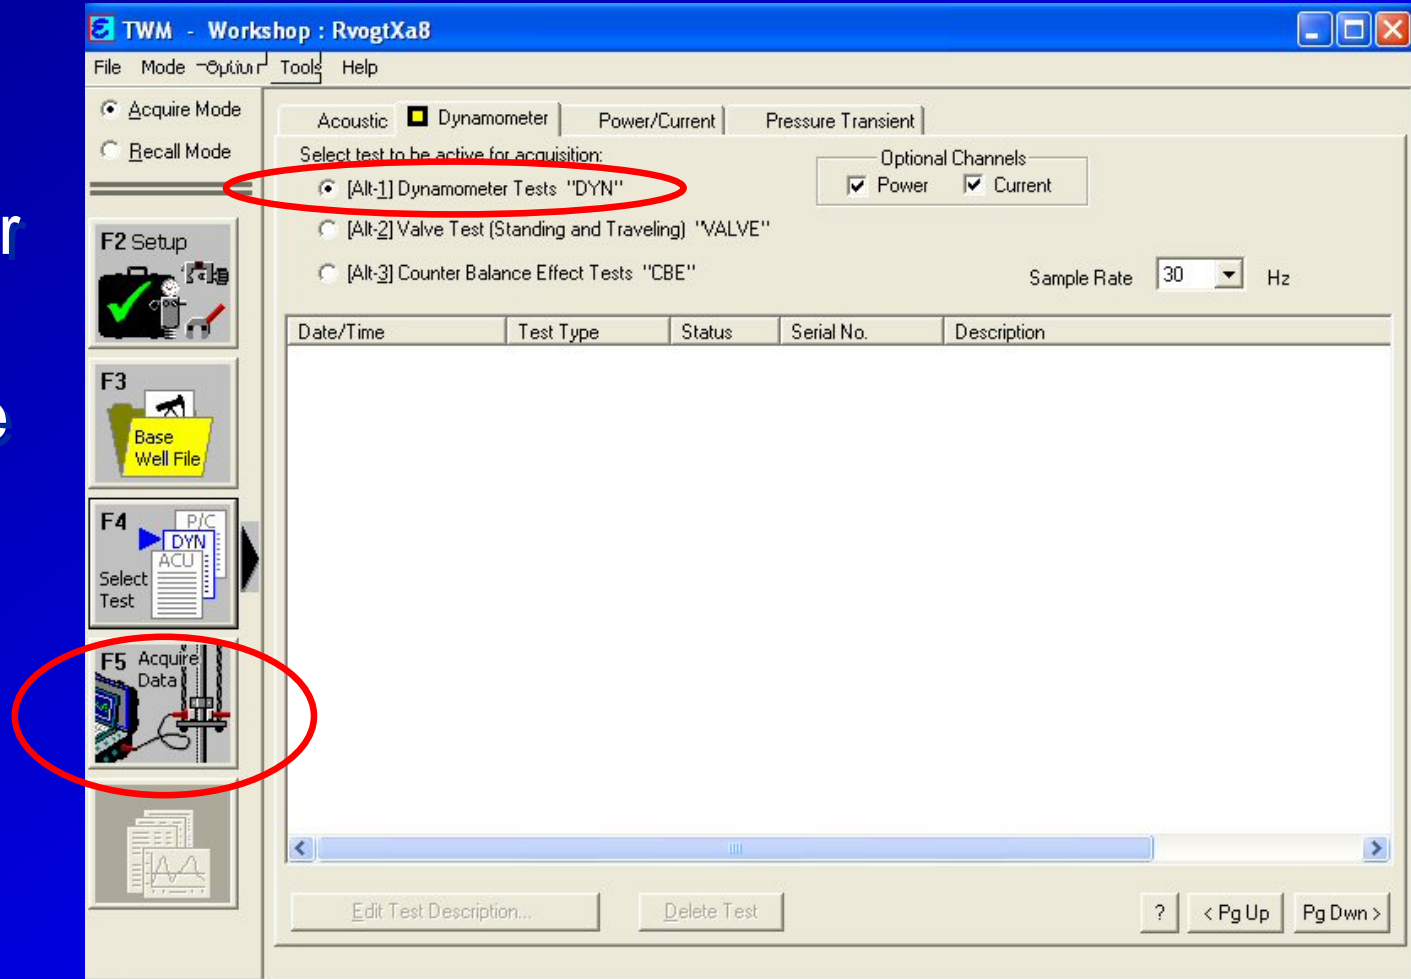 TWM - Workshop : RvogtXa8
File Mode Option Tools Help
Acquire Mode
Recall Mode
r
e
F2 Setup
F3
Base
Well File
F4
P/C
DYN
ACU
Select
Test
F5 Acquire
Data
Acoustic Dynamometer Power/Current Pressure Transient
Select test to be active for acquisition:
[Alt-1] Dynamometer Tests "DYN"
[Alt-2] Valve Test (Standing and Traveling) "VALVE"
[Alt-3] Counter Balance Effect Tests "CBE"
Optional Channels
Power Current
Sample Rate 30 Hz
Date/Time Test Type Status Serial No. Description
Edit Test Description... Delete Test ? < Pg Up Pg Dwn >